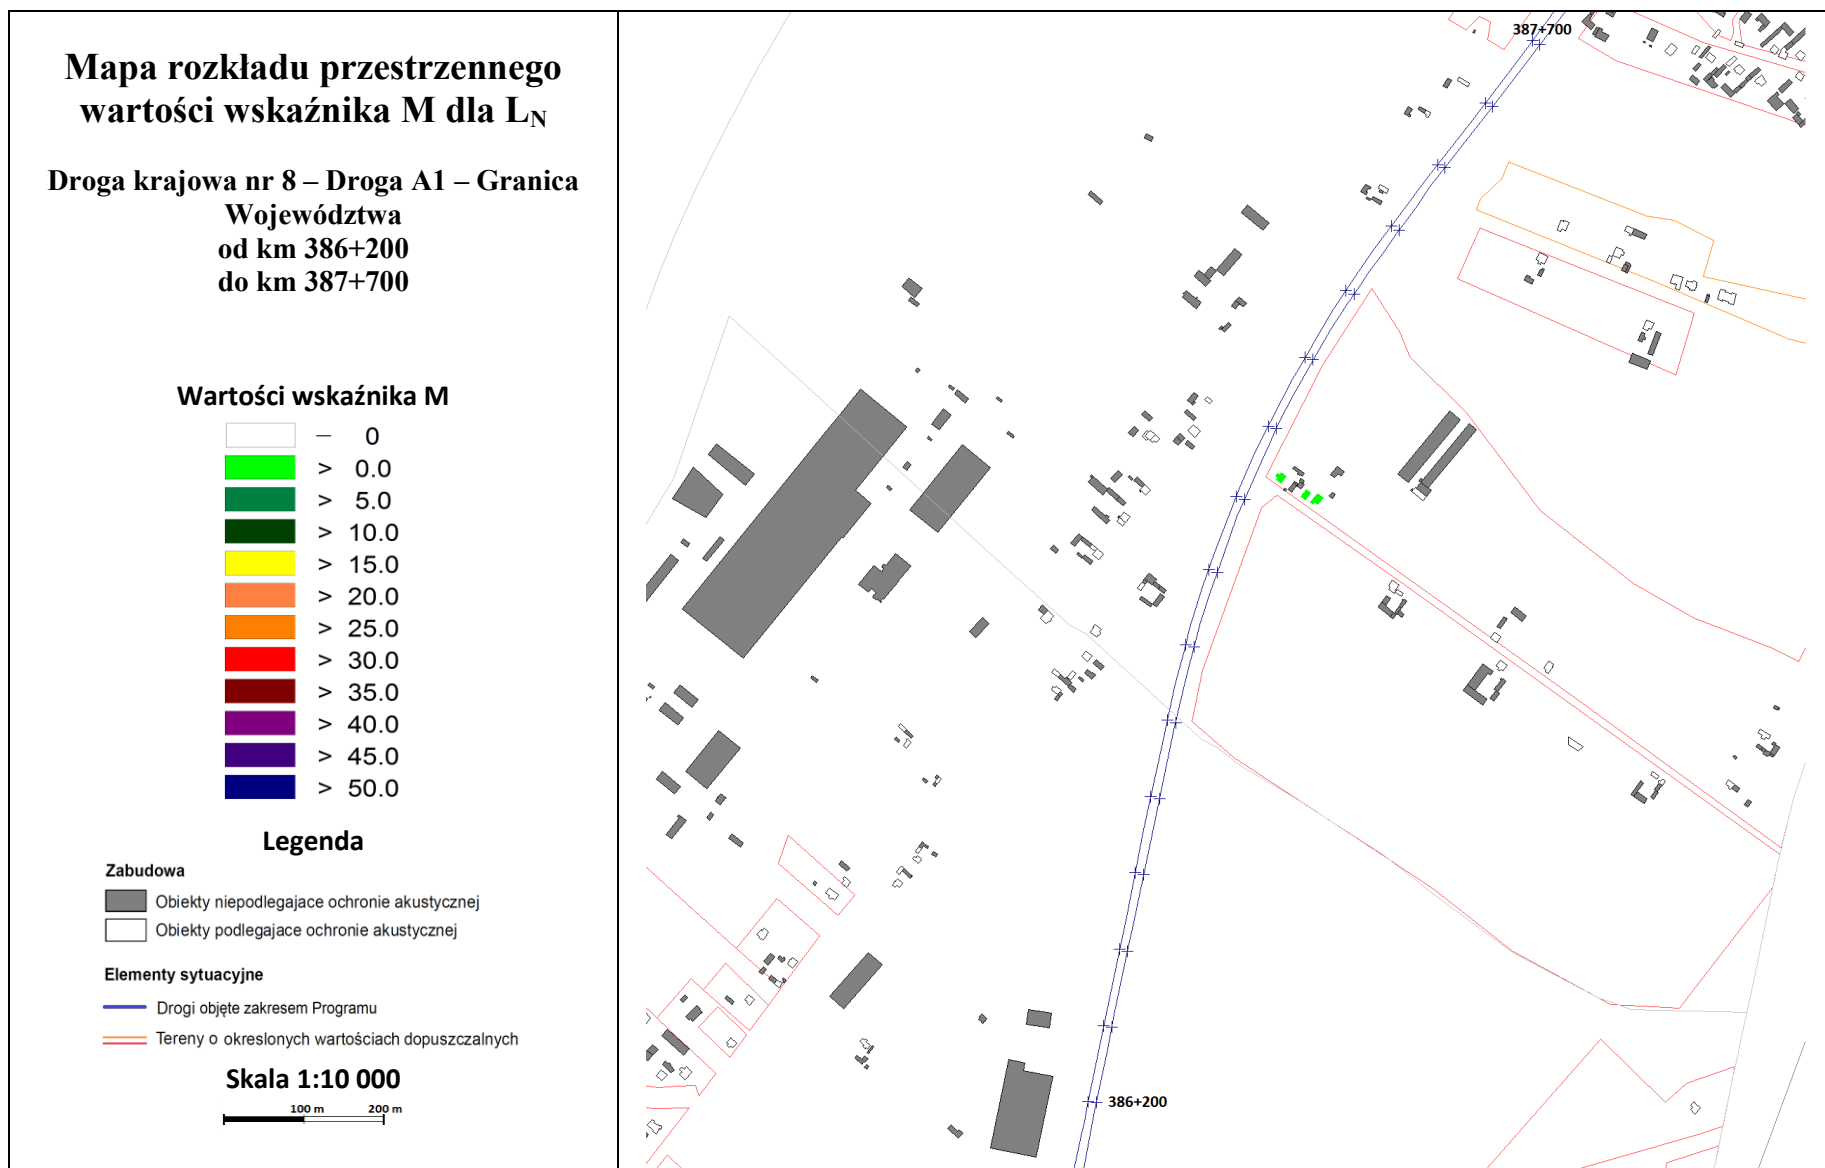 Mapa rozkładu przestrzennego
wartości wskaźnika M dla L_N
Droga krajowa nr 8 – Droga A1 – Granica
Województwa
od km 386+200
do km 387+700
Wartości wskaźnika M
– 0
> 0.0
> 5.0
> 10.0
> 15.0
> 20.0
> 25.0
> 30.0
> 35.0
> 40.0
> 45.0
> 50.0
Legenda
Zabudowa
Obiekty niepodlegajace ochronie akustycznej
Obiekty podlegajace ochronie akustycznej
Elementy sytuacyjne
Drogi objęte zakresem Programu
Tereny o okreslonych wartościach dopuszczalnych
Skala 1:10 000
100 m 200 m
387+700
386+200